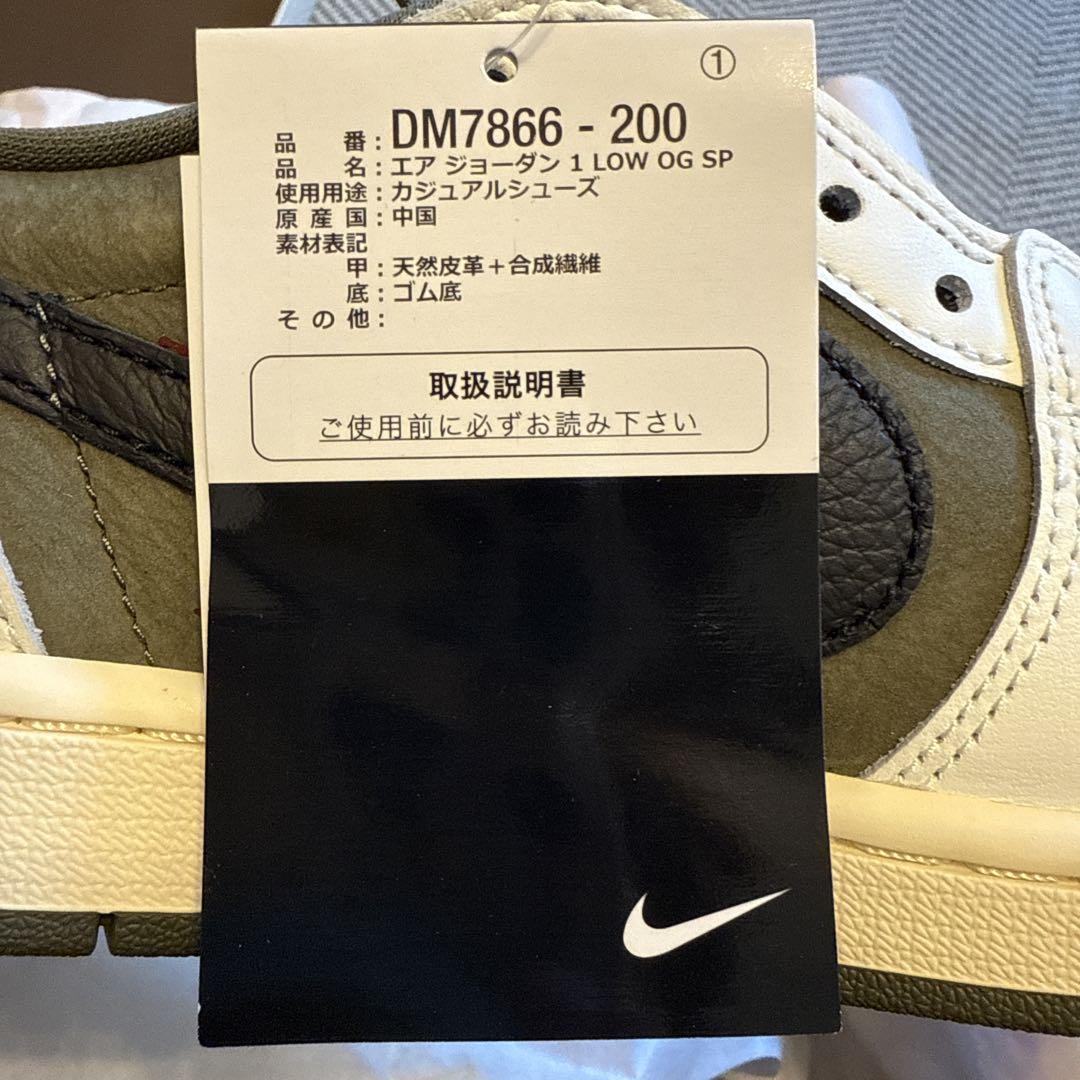 ①
品番:DM7866 - 200
品名:エア ジョーダン 1 LOW OG SP
使用用途:カジュアルシューズ
原産国:中国
素材表記
甲:天然皮革+合成繊維
底:ゴム底
その他:
取扱説明書
ご使用前に必ずお読み下さい